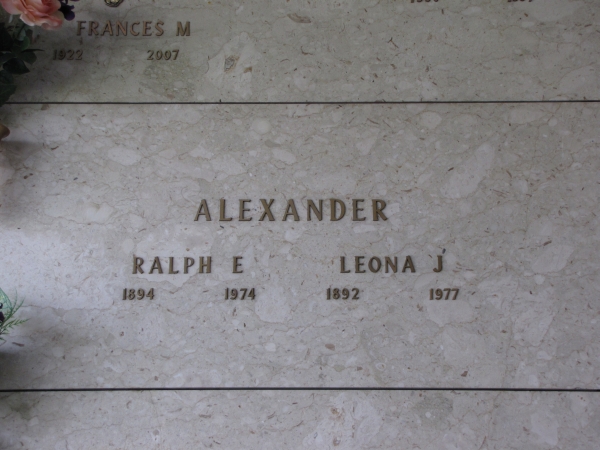 FRANCES M
1922 2007
ALEXANDER
RALPH E LEONA J
1894 1974 1892 1977